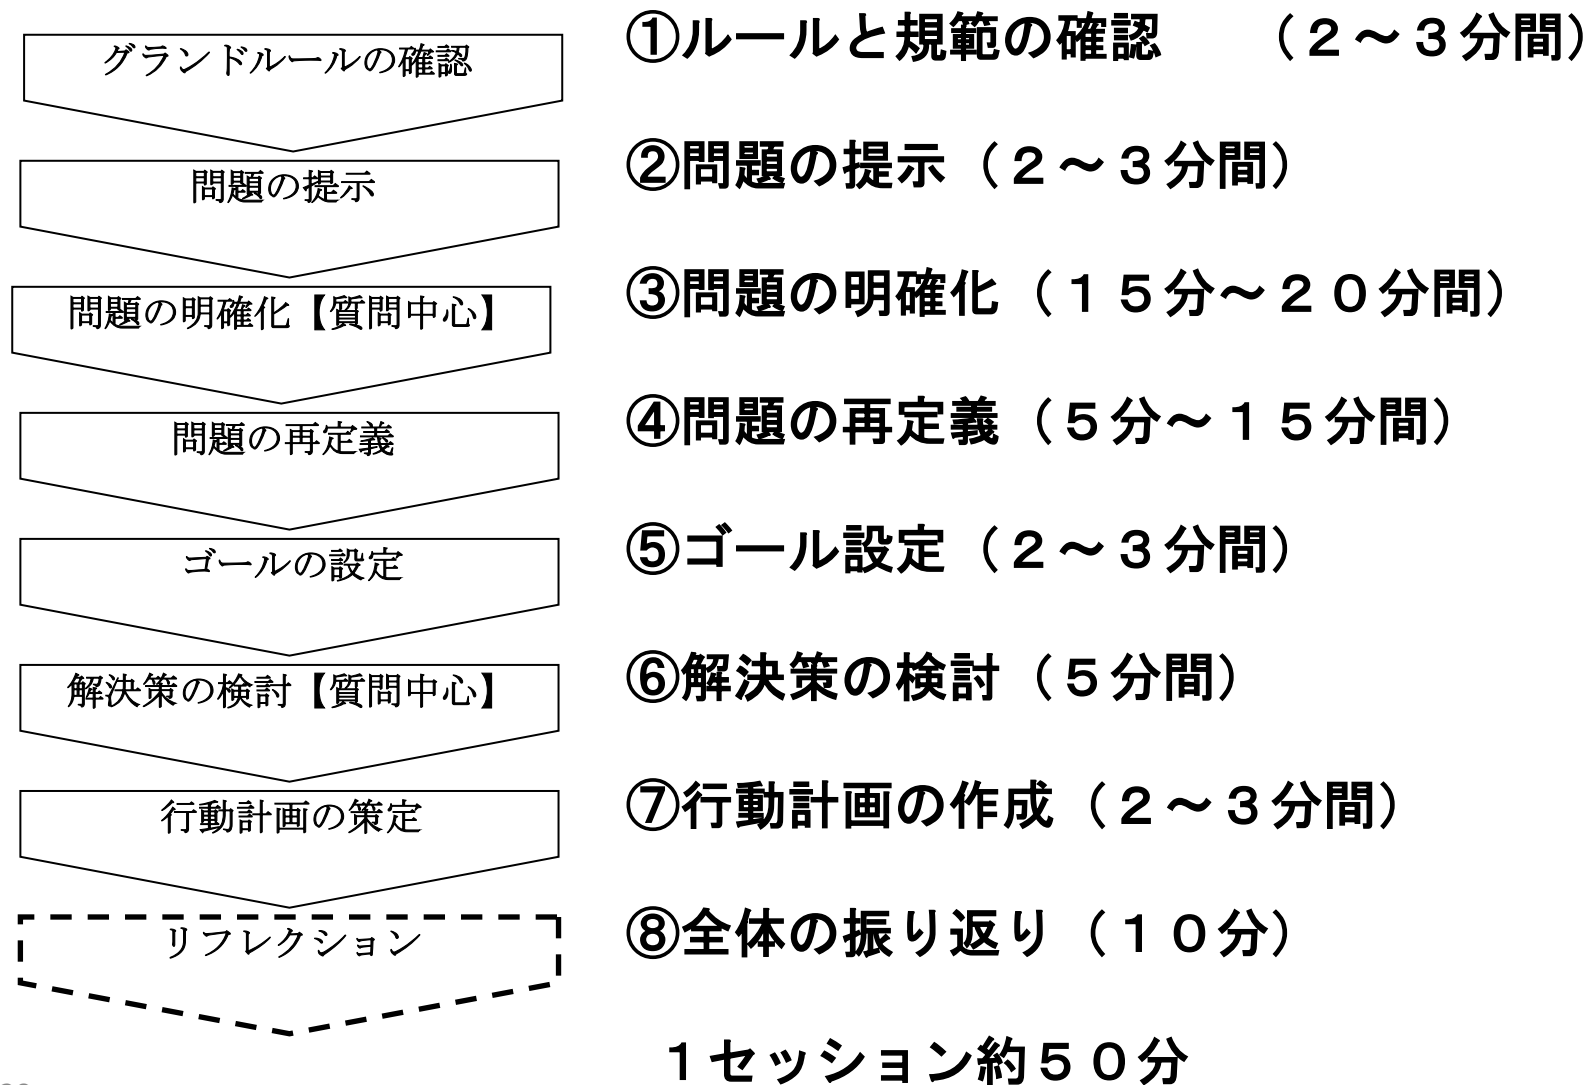 グランドルールの確認
①ルールと規範の確認　　（２～３分間）
問題の提示
②問題の提示（２～３分間）
問題の明確化【質問中心】
③問題の明確化（１５分～２０分間）
問題の再定義
④問題の再定義（５分～１５分間）
ゴールの設定
⑤ゴール設定（２～３分間）
解決策の検討【質問中心】
⑥解決策の検討（５分間）
行動計画の策定
⑦行動計画の作成（２～３分間）
リフレクション
⑧全体の振り返り（１０分）
１セッション約５０分